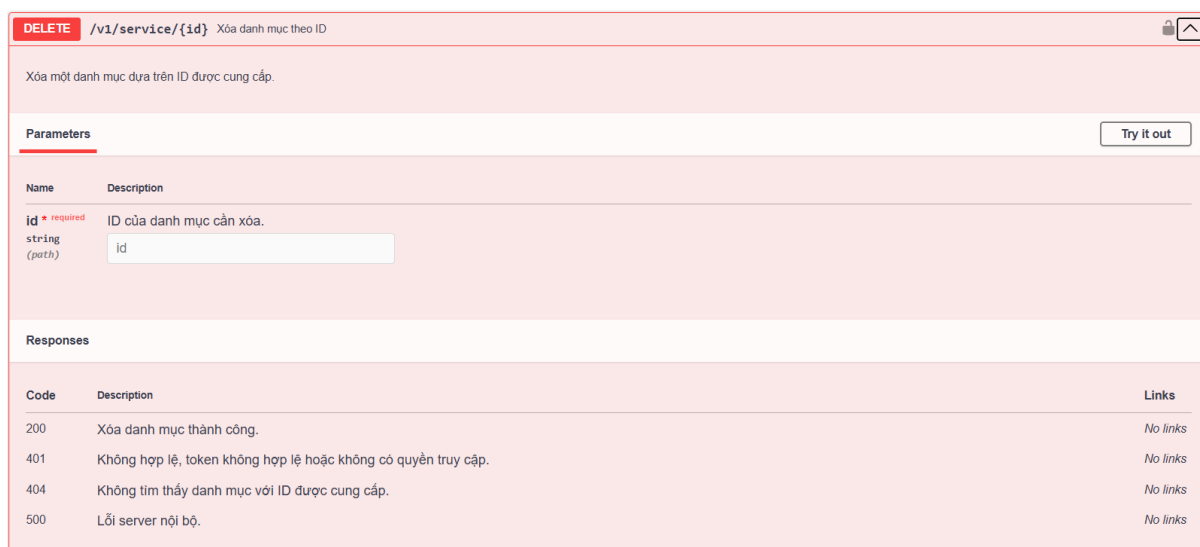 DELETE /v1/service/{id} Xóa danh mục theo ID
Xóa một danh mục dựa trên ID được cung cấp.
Parameters Try it out
Name Description
id * required ID của danh mục cần xóa.
string
(path)
id
Responses
Code Description Links
200 Xóa danh mục thành công. No links
401 Không hợp lệ, token không hợp lệ hoặc không có quyền truy cập. No links
404 Không tìm thấy danh mục với ID được cung cấp. No links
500 Lỗi server nội bộ. No links